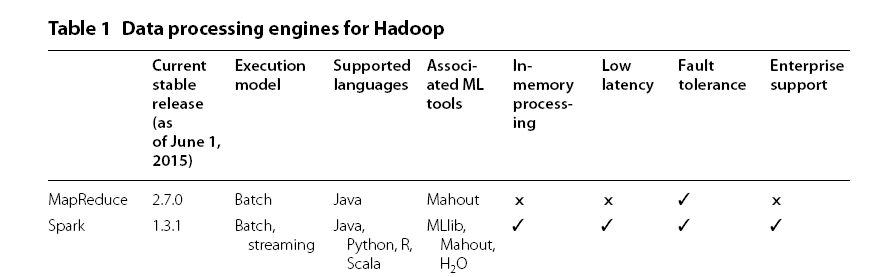 Table 1 Data processing engines for Hadoop
Current stable release (as of June 1, 2015) Execution model Supported languages Associ-ated ML tools In-memory process-ing Low latency Fault tolerance Enterprise support
MapReduce 2.7.0 Batch Java Mahout x x ✓ x
Spark 1.3.1 Batch, streaming Java, Python, R, Scala MLlib, Mahout, H₂O ✓ ✓ ✓ ✓